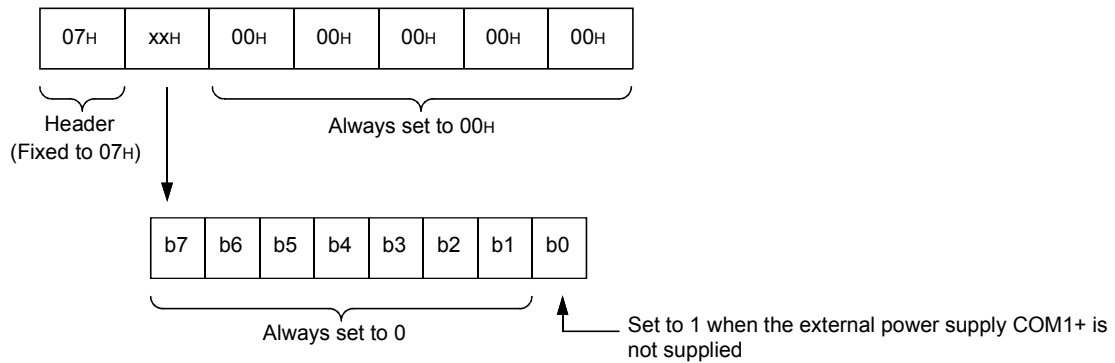 07H xxH 00H 00H 00H 00H 00H
Header
(Fixed to 07H)
Always set to 00H
b7 b6 b5 b4 b3 b2 b1 b0
Always set to 0
Set to 1 when the external power supply COM1+ is
not supplied